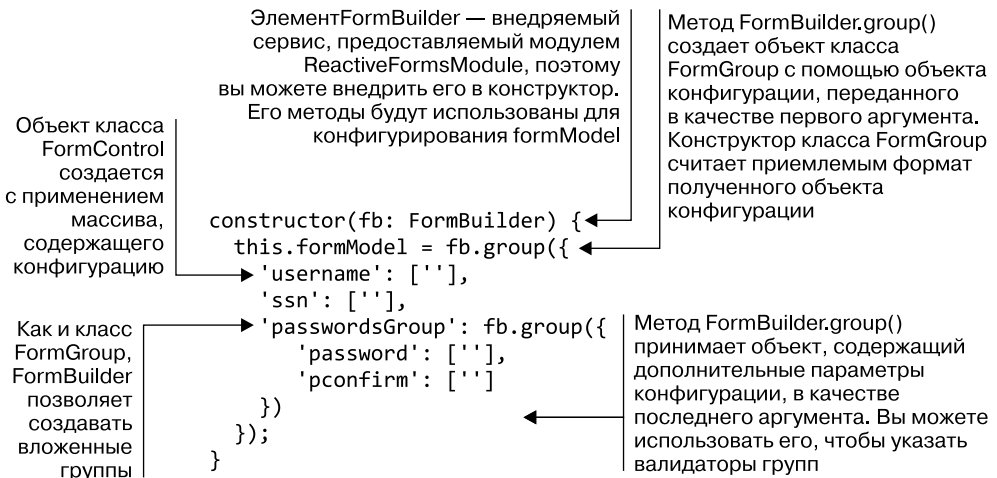 ЭлементFormBuilder — внедряемый
сервис, предоставляемый модулем
ReactiveFormsModule, поэтому
вы можете внедрить его в конструктор.
Его методы будут использованы для
конфигурирования formModel
Метод FormBuilder.group()
создает объект класса
FormGroup с помощью объекта
конфигурации, переданного
в качестве первого аргумента.
Конструктор класса FormGroup
считает приемлемым формат
полученного объекта
конфигурации
Объект класса
FormControl
создается
с применением
массива,
содержащего
конфигурацию
constructor(fb: FormBuilder) {
this.formModel = fb.group({
'username': [''],
'ssn': [''],
'passwordsGroup': fb.group({
'password': [''],
'pconfirm': ['']
})
});
}
Как и класс
FormGroup,
FormBuilder
позволяет
создавать
вложенные
группы
Метод FormBuilder.group()
принимает объект, содержащий
дополнительные параметры
конфигурации, в качестве
последнего аргумента. Вы можете
использовать его, чтобы указать
валидаторы групп